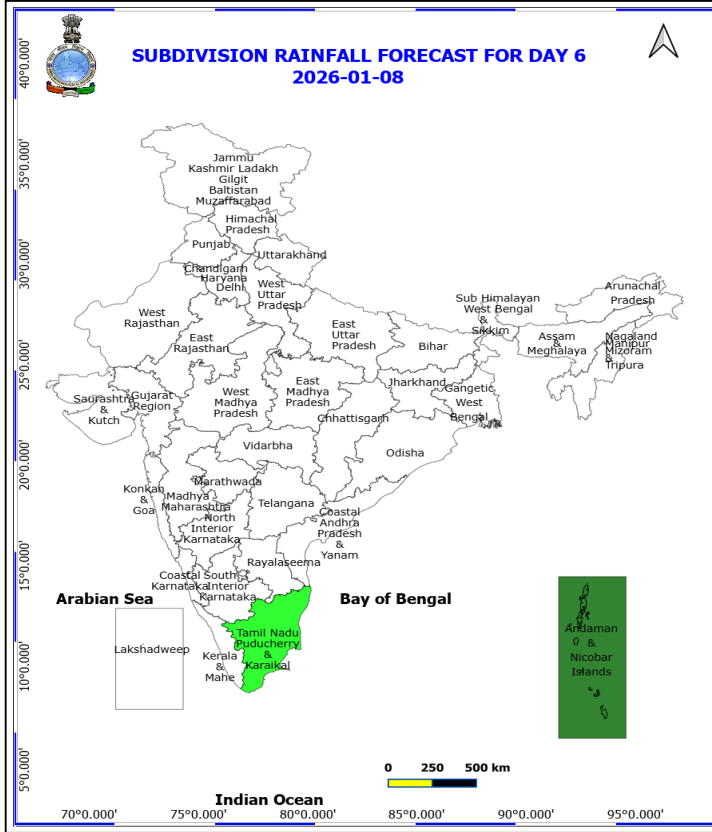 SUBDIVISION RAINFALL FORECAST FOR DAY 6
2026-01-08
40°0.000'
35°0.000'
30°0.000'
25°0.000'
20°0.000'
15°0.000'
10°0.000'
5°0.000'
Jammu
Kashmir Ladakh
Gilgit
Baltistan
Muzaffarabad
Himachal
Pradesh
Punjab
Uttarakhand
Chandigarh
Haryana
Delhi
West
Uttar
Pradesh
West
Rajasthan
East
Rajasthan
East
Uttar
Pradesh
Bihar
Sub Himalayan
West Bengal
&
Sikkim
Arunachal
Pradesh
Assam
&
Meghalaya
Nagaland
Manipur
Mizoram
&
Tripura
Saurashtra
&
Kutch
Gujarat
Region
West
Madhya
Pradesh
East
Madhya
Pradesh
Jharkhand
Gangetic
West
Bengal
Chhattisgarh
Odisha
Vidarbha
Konkan
&
Goa
Madhya
Maharashtra
Marathwada
Telangana
North
Interior
Karnataka
Coastal
Andhra
Pradesh
&
Yanam
Rayalaseema
Coastal
Karnataka
South
Interior
Karnataka
Arabian Sea
Bay of Bengal
Lakshadweep
Kerala
&
Mahe
Tamil Nadu
Puducherry
&
Karaikal
Andaman
&
Nicobar
Islands
0 250 500 km
Indian Ocean
70°0.000' 75°0.000' 80°0.000' 85°0.000' 90°0.000' 95°0.000'